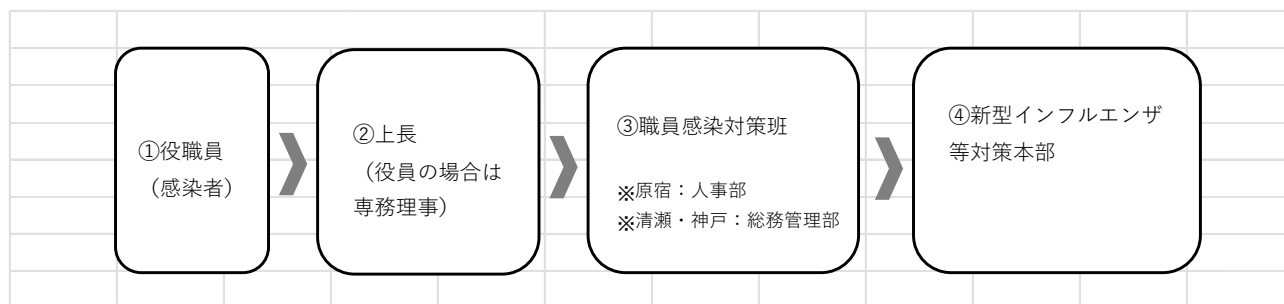 ①役職員
（感染者）
②上長
（役員の場合は
専務理事）
③職員感染対策班
※原宿：人事部
※清瀬・神戸：総務管理部
④新型インフルエンザ
等対策本部